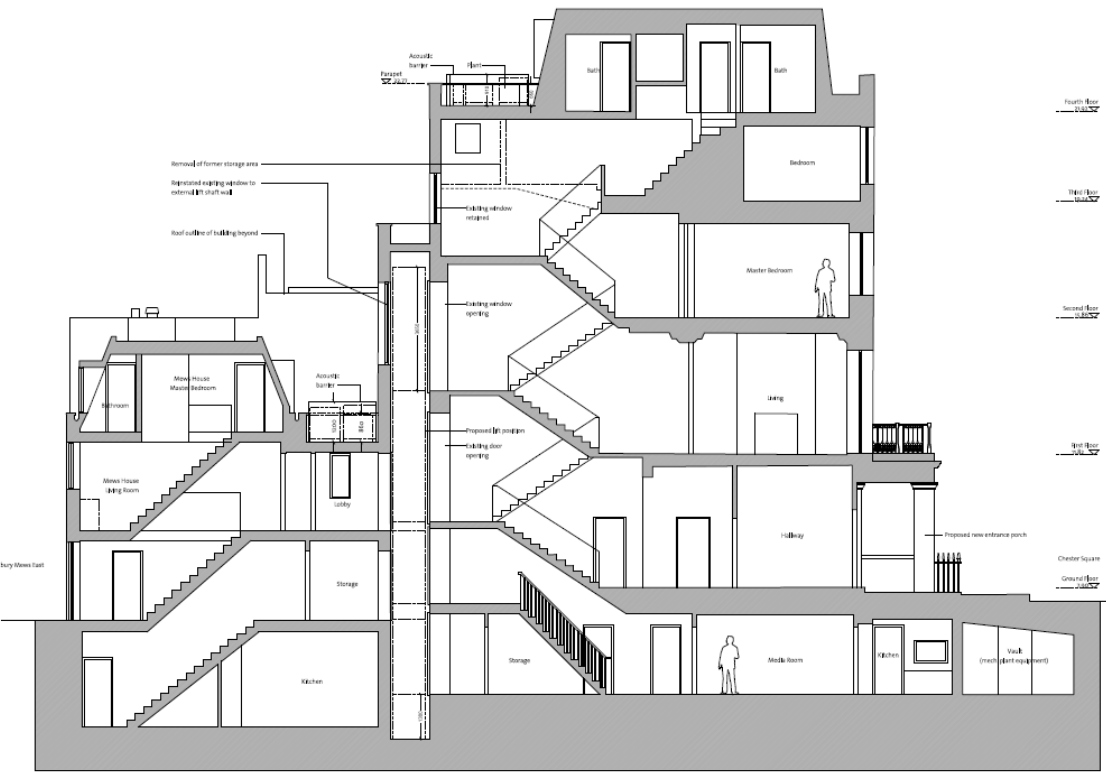 Acoustic
barrier
Plant
Parapet
Bath
Bath
Fourth Floor
Removal of former storage area
Bedroom
Reinstated existing window to
external lift shaft wall
Third Floor
Existing window
retained
Roof outline of building beyond
Master Bedroom
Existing window
opening
Second Floor
Mews House
Master Bedroom
Acoustic
barrier
Bathroom
Living
Proposed lift position
Existing door
opening
First Floor
Mews House
Living Room
Lobby
Hallway
Proposed new entrance porch
bury Mews East
Chester Square
Storage
Ground Floor
Storage
Media Room
Kitchen
Vault
(mech plant equipment)
Kitchen